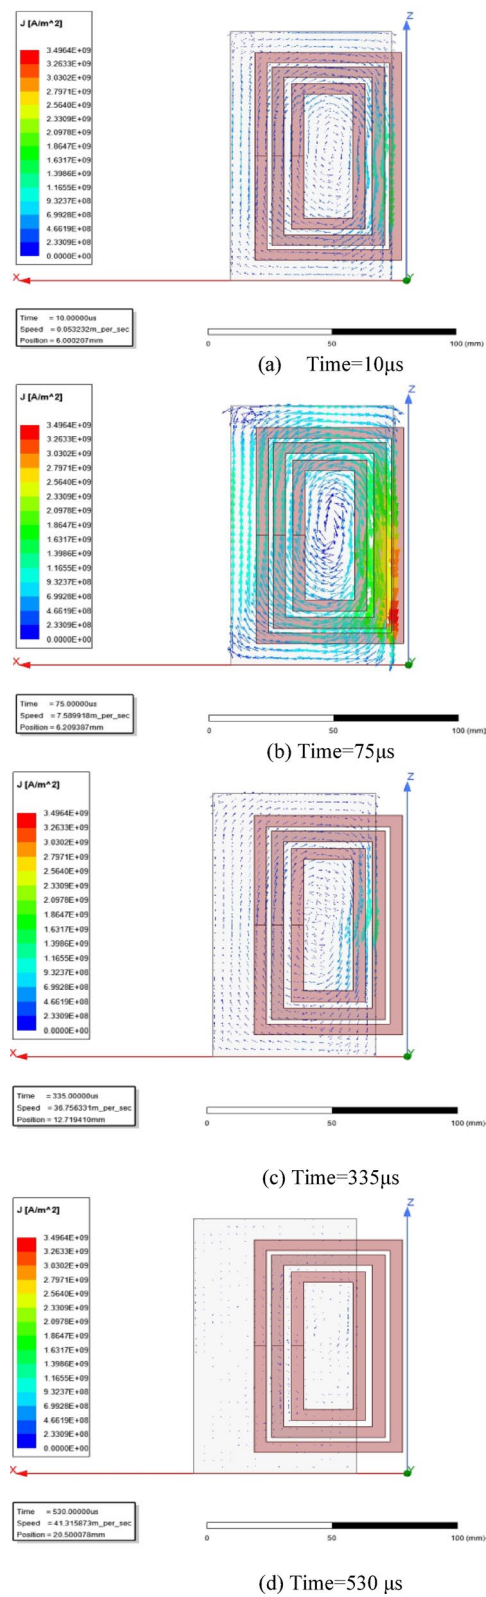 J [A/m^2]
3.4964E+09
3.2633E+09
3.0302E+09
2.7971E+09
2.5640E+09
2.3309E+09
2.0978E+09
1.8647E+09
1.6317E+09
1.3986E+09
1.1655E+09
9.3237E+08
6.9928E+08
4.6619E+08
2.3309E+08
0.0000E+00
Z
X
Y
Time = 10.00000us
Speed = 0.053232m_per_sec
Position = 6.000207mm
0 50 100 (mm)
(a) Time=10μs
J [A/m^2]
3.4964E+09
3.2633E+09
3.0302E+09
2.7971E+09
2.5640E+09
2.3309E+09
2.0978E+09
1.8647E+09
1.6317E+09
1.3986E+09
1.1655E+09
9.3237E+08
6.9928E+08
4.6619E+08
2.3309E+08
0.0000E+00
Z
X
Y
Time = 75.00000us
Speed = 7.589918m_per_sec
Position = 6.209387mm
0 50 100 (mm)
(b) Time=75μs
J [A/m^2]
3.4964E+09
3.2633E+09
3.0302E+09
2.7971E+09
2.5640E+09
2.3309E+09
2.0978E+09
1.8647E+09
1.6317E+09
1.3986E+09
1.1655E+09
9.3237E+08
6.9928E+08
4.6619E+08
2.3309E+08
0.0000E+00
Z
X
Y
Time = 335.00000us
Speed = 36.756331m_per_sec
Position = 12.719410mm
0 50 100 (mm)
(c) Time=335μs
J [A/m^2]
3.4964E+09
3.2633E+09
3.0302E+09
2.7971E+09
2.5640E+09
2.3309E+09
2.0978E+09
1.8647E+09
1.6317E+09
1.3986E+09
1.1655E+09
9.3237E+08
6.9928E+08
4.6619E+08
2.3309E+08
0.0000E+00
Z
X
Y
Time = 530.00000us
Speed = 41.315873m_per_sec
Position = 20.500078mm
0 50 100 (mm)
(d) Time=530 μs